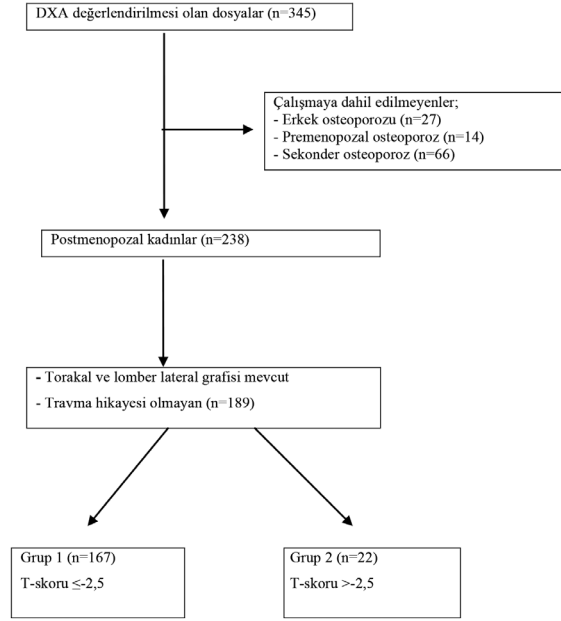 DXA değerlendirilmesi olan dosyalar (n=345)
Çalışmaya dahil edilmeyenler;
- Erkek osteoporozu (n=27)
- Premenopozal osteoporoz (n=14)
- Sekonder osteoporoz (n=66)
Postmenopozal kadınlar (n=238)
- Torakal ve lomber lateral grafisi mevcut
- Travma hikayesi olmayan (n=189)
Grup 1 (n=167)
T-skoru ≤-2,5
Grup 2 (n=22)
T-skoru >-2,5